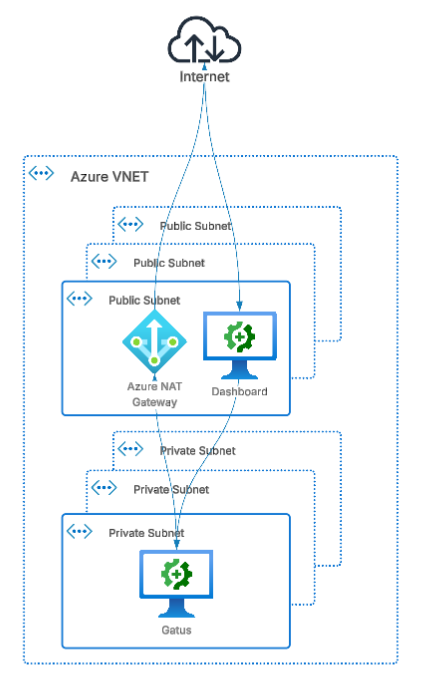 Internet
Azure VNET
Public Subnet
Public Subnet
Public Subnet
Azure NAT
Gateway
Dashboard
Private Subnet
Private Subnet
Private Subnet
Gatus